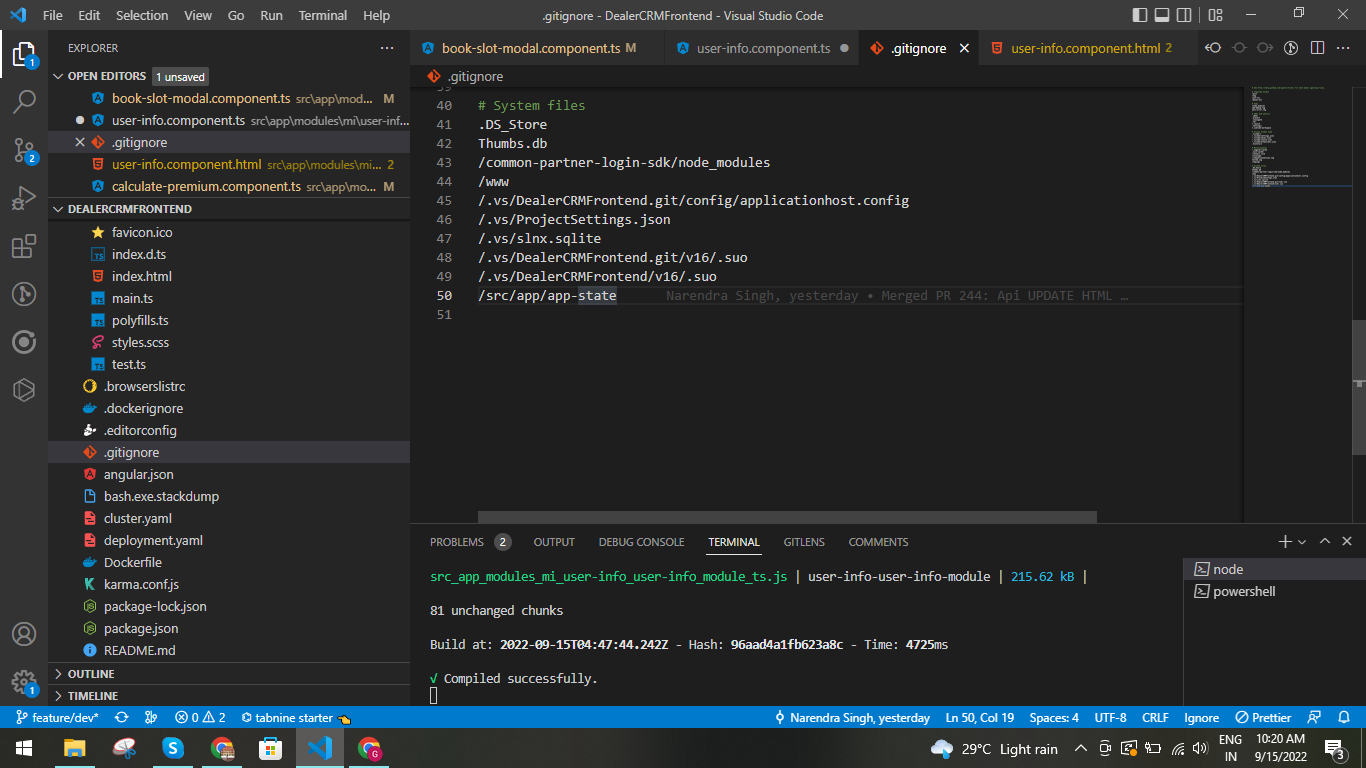 File Edit Selection View Go Run Terminal Help .gitignore - DealerCRMFrontend - Visual Studio Code
EXPLORER
OPEN EDITORS 1 unsaved
book-slot-modal.component.ts src\app\mod... M
user-info.component.ts src\app\modules\mi\user-inf...
.gitignore
user-info.component.html src\app\modules\mi... 2
calculate-premium.component.ts src\app\mo... M
DEALERCRMFRONTEND
favicon.ico
index.d.ts
index.html
main.ts
polyfills.ts
styles.scss
test.ts
.browserslistrc
.dockerignore
.editorconfig
.gitignore
angular.json
bash.exe.stackdump
cluster.yaml
deployment.yaml
Dockerfile
karma.conf.js
package-lock.json
package.json
README.md
OUTLINE
TIMELINE
1
2
1
book-slot-modal.component.ts M user-info.component.ts .gitignore user-info.component.html 2
.gitignore
39
40 # System files
41 .DS_Store
42 Thumbs.db
43 /common-partner-login-sdk/node_modules
44 /www
45 /.vs/DealerCRMFrontend.git/config/applicationhost.config
46 /.vs/ProjectSettings.json
47 /.vs/slnx.sqlite
48 /.vs/DealerCRMFrontend.git/v16/.suo
49 /.vs/DealerCRMFrontend/v16/.suo
50 /src/app/app-state Narendra Singh, yesterday • Merged PR 244: Api UPDATE HTML …
51
PROBLEMS 2 OUTPUT DEBUG CONSOLE TERMINAL GITLENS COMMENTS
src_app_modules_mi_user-info_user-info_module_ts.js | user-info-user-info-module | 215.62 kB |
81 unchanged chunks
Build at: 2022-09-15T04:47:44.242Z - Hash: 96aad4a1fb623a8c - Time: 4725ms
√ Compiled successfully.
node
powershell
feature/dev* 0 2 tabnine starter Narendra Singh, yesterday Ln 50, Col 19 Spaces: 4 UTF-8 CRLF Ignore Prettier
29°C Light rain ENG IN 10:20 AM 9/15/2022 3